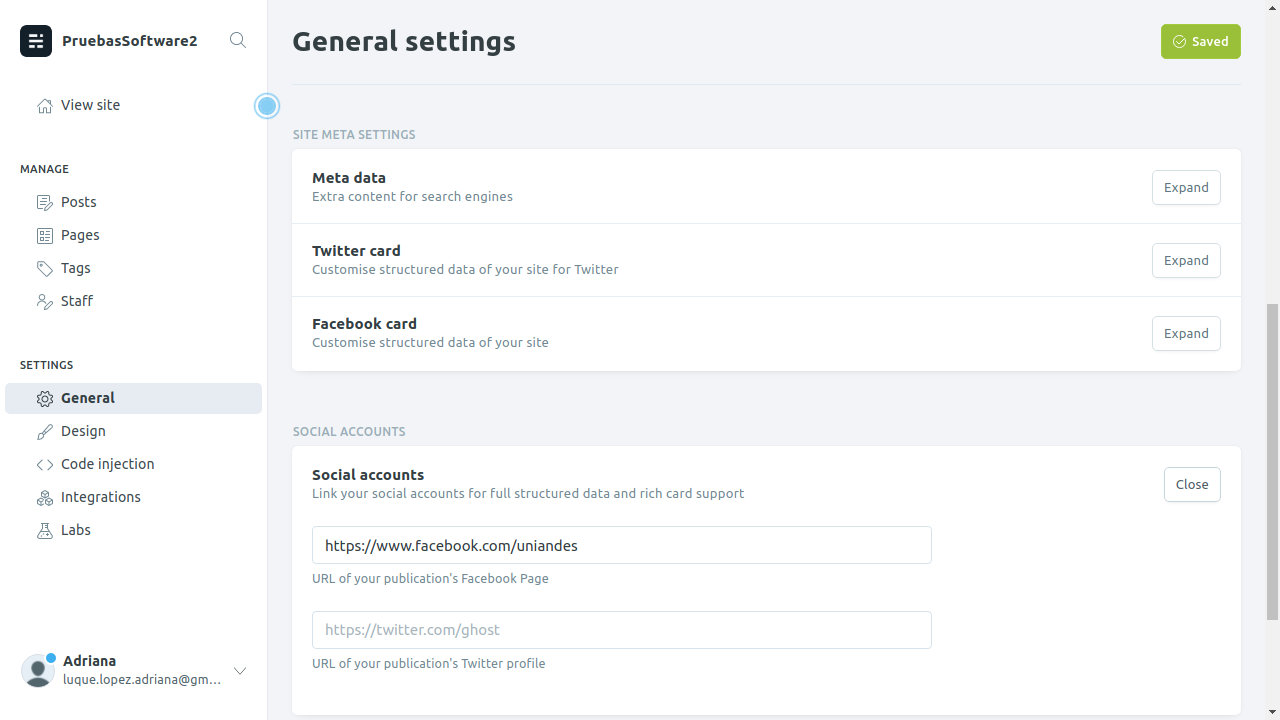 PruebasSoftware2
View site
MANAGE
Posts
Pages
Tags
Staff
SETTINGS
General
Design
Code injection
Integrations
Labs
Adriana
luque.lopez.adriana@gm...
General settings
Saved
SITE META SETTINGS
Meta data
Extra content for search engines
Expand
Twitter card
Customise structured data of your site for Twitter
Expand
Facebook card
Customise structured data of your site
Expand
SOCIAL ACCOUNTS
Social accounts
Link your social accounts for full structured data and rich card support
Close
https://www.facebook.com/uniandes
URL of your publication's Facebook Page
https://twitter.com/ghost
URL of your publication's Twitter profile